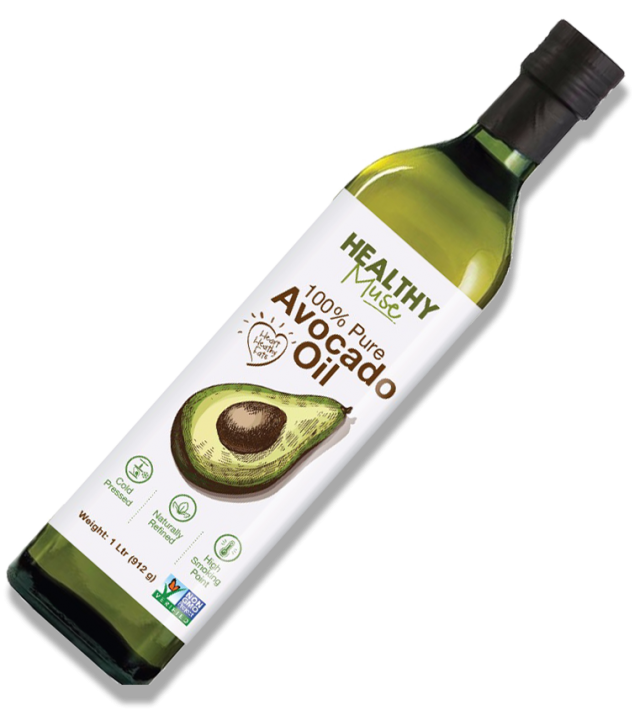 HEALTHY
Muse
100% Pure
Avocado
Oil
Heart
Healthy
Fats
Cold
Pressed
Naturally
Refined
High
Smoking
Point
Weight: 1 Ltr (912 g)
NON
GMO
VERIFIED